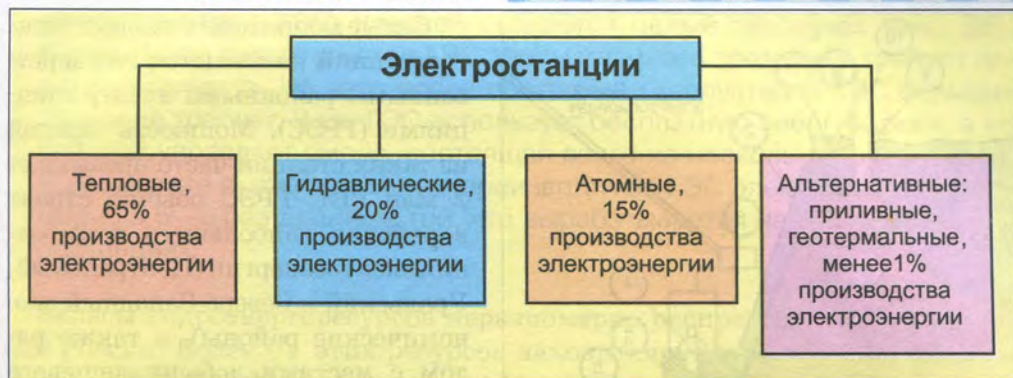 Электростанции
Тепловые,
65%
производства
электроэнергии
Гидравлические,
20%
производства
электроэнергии
Атомные,
15%
производства
электроэнергии
Альтернативные:
приливные,
геотермальные,
менее1%
производства
электроэнергии